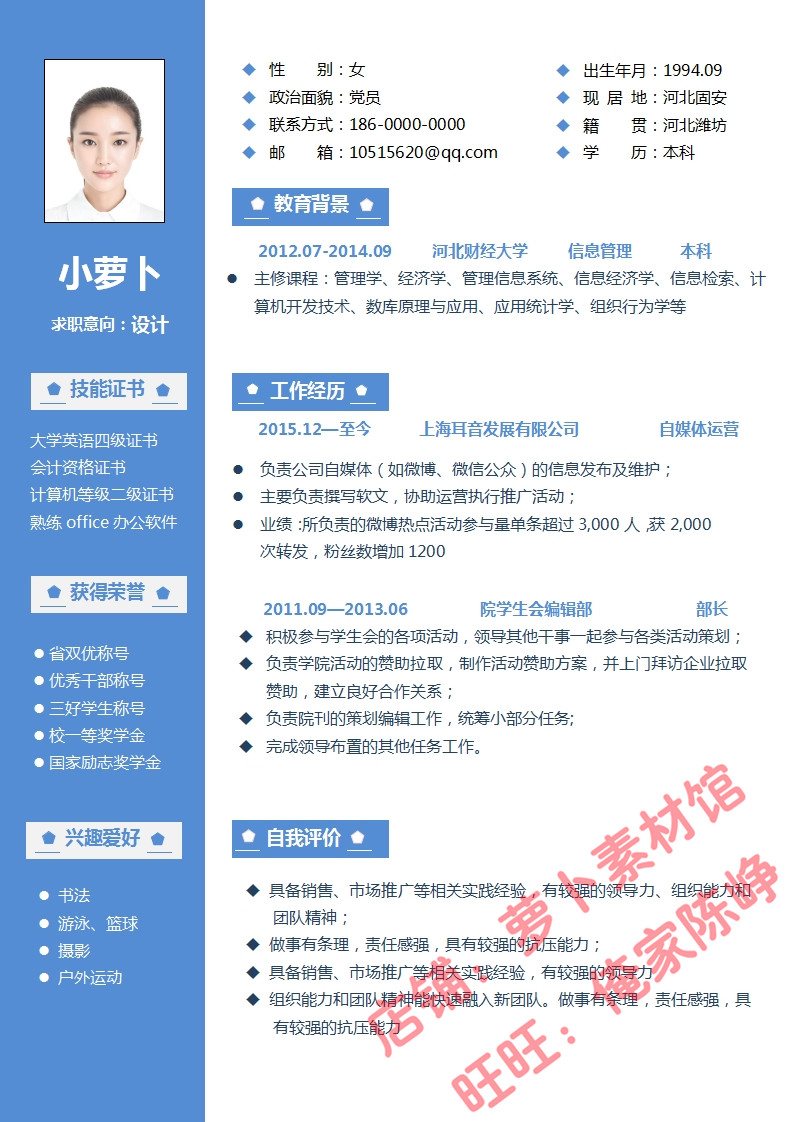 小萝卜
求职意向：设计
技能证书
大学英语四级证书
会计资格证书
计算机等级二级证书
熟练 office 办公软件
获得荣誉
省双优称号
优秀干部称号
三好学生称号
校一等奖学金
国家励志奖学金
兴趣爱好
书法
游泳、篮球
摄影
户外运动
性 别：女
出生年月：1994.09
政治面貌：党员
现 居 地：河北固安
联系方式：186-0000-0000
籍 贯：河北潍坊
邮 箱：10515620@qq.com
学 历：本科
教育背景
2012.07-2014.09 河北财经大学 信息管理 本科
主修课程：管理学、经济学、管理信息系统、信息经济学、信息检索、计
算机开发技术、数库原理与应用、应用统计学、组织行为学等
工作经历
2015.12—至今 上海耳音发展有限公司 自媒体运营
负责公司自媒体（如微博、微信公众）的信息发布及维护；
主要负责撰写软文，协助运营执行推广活动；
业绩：所负责的微博热点活动参与量单条超过 3,000 人，获 2,000
次转发，粉丝数增加 1200
2011.09—2013.06 院学生会编辑部 部长
积极参与学生会的各项活动，领导其他干事一起参与各类活动策划；
负责学院活动的赞助拉取，制作活动赞助方案，并上门拜访企业拉取
赞助，建立良好合作关系；
负责院刊的策划编辑工作，统筹小部分任务;
完成领导布置的其他任务工作。
自我评价
具备销售、市场推广等相关实践经验，有较强的领导力、组织能力和
团队精神；
做事有条理，责任感强，具有较强的抗压能力；
具备销售、市场推广等相关实践经验，有较强的领导力
组织能力和团队精神能快速融入新团队。做事有条理，责任感强，具
有较强的抗压能力
店铺：萝卜素材馆
旺旺：俺家陈峥